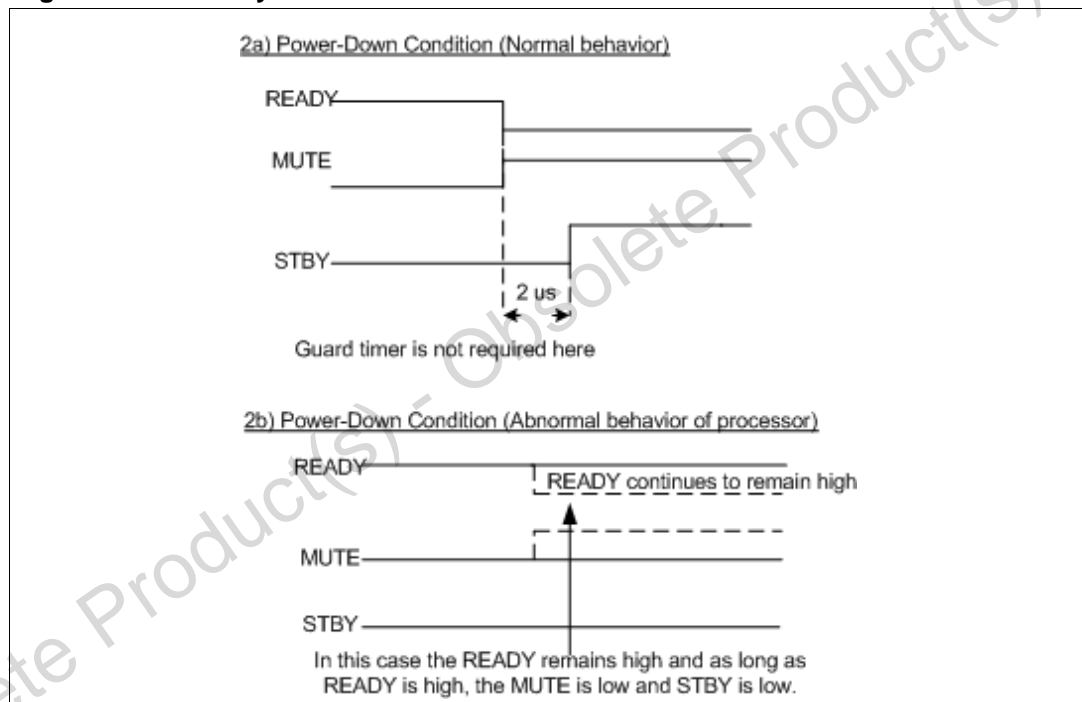 2a) Power-Down Condition (Normal behavior)
READY
MUTE
STBY
2 us
Guard timer is not required here
2b) Power-Down Condition (Abnormal behavior of processor)
READY
READY continues to remain high
MUTE
STBY
In this case the READY remains high and as long as
READY is high, the MUTE is low and STBY is low.
Obsolete Product(s) - Obsolete Product(s)